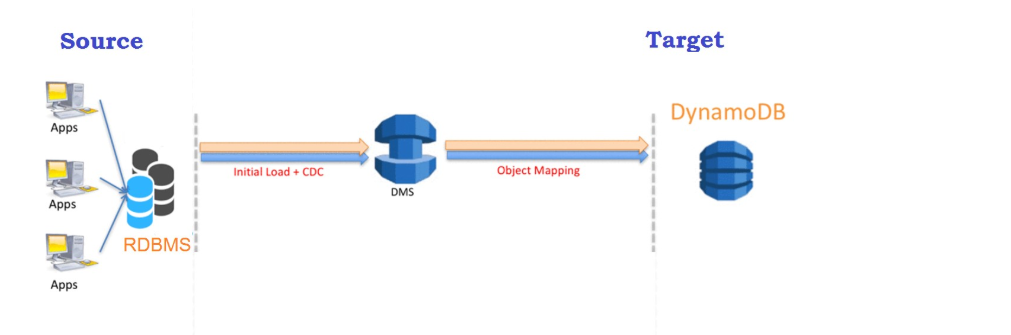 Source
Target
Apps
Apps
Apps
RDBMS
Initial Load + CDC
DMS
Object Mapping
DynamoDB